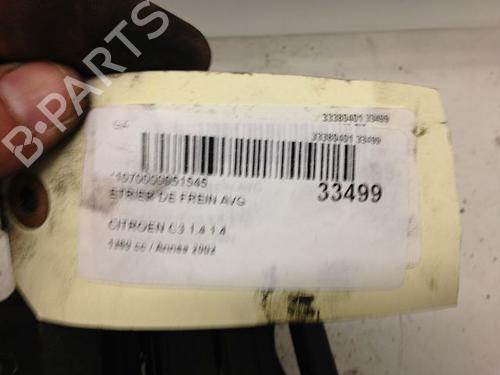 B-PARTS
33380401 33499
33380401 33499
33499
ETRIER DE FREIN AVG
CITROEN C3 1.4 1.4
1360 cc / Année 2002